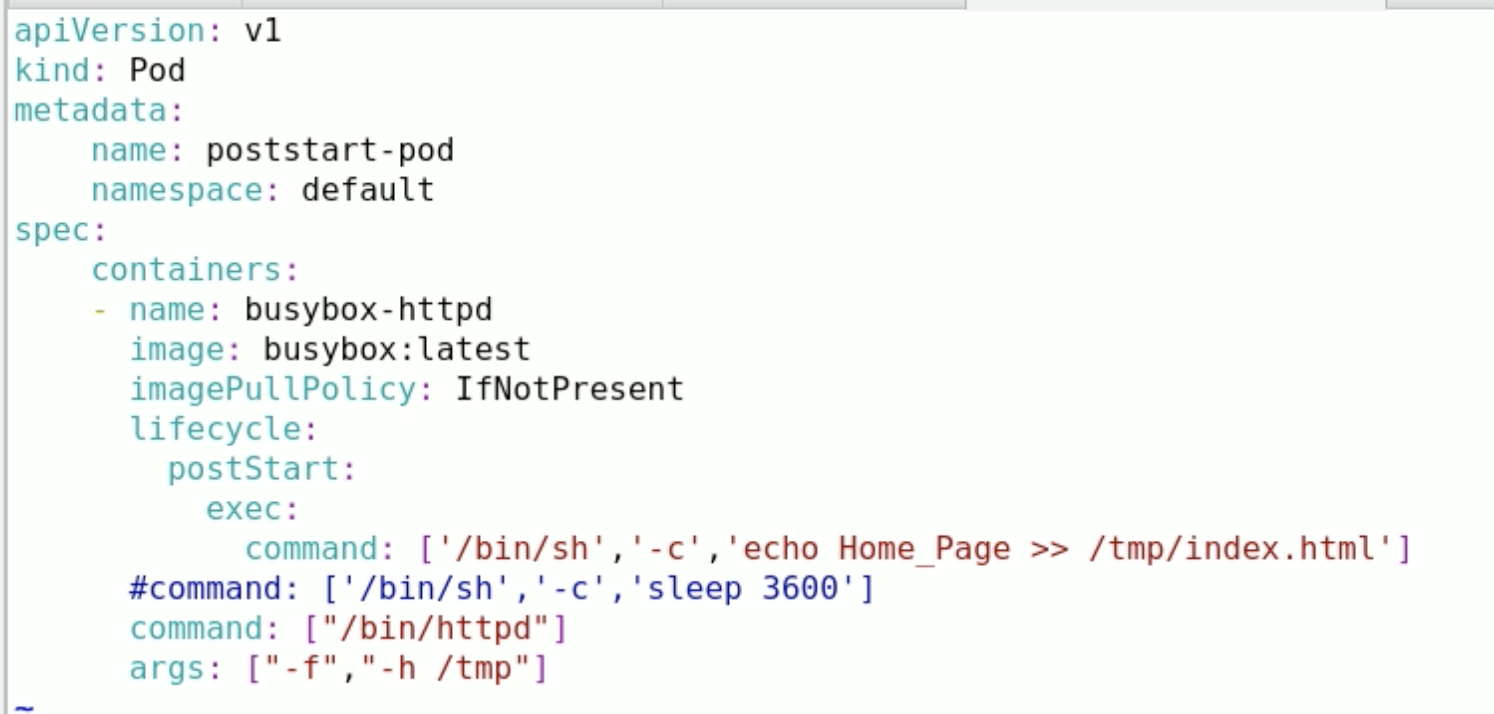 apiVersion: v1
kind: Pod
metadata:
    name: poststart-pod
    namespace: default
spec:
    containers:
    - name: busybox-httpd
      image: busybox:latest
      imagePullPolicy: IfNotPresent
      lifecycle:
        postStart:
          exec:
            command: ['/bin/sh','-c','echo Home_Page >> /tmp/index.html']
      #command: ['/bin/sh','-c','sleep 3600']
      command: ["/bin/httpd"]
      args: ["-f","-h /tmp"]
~